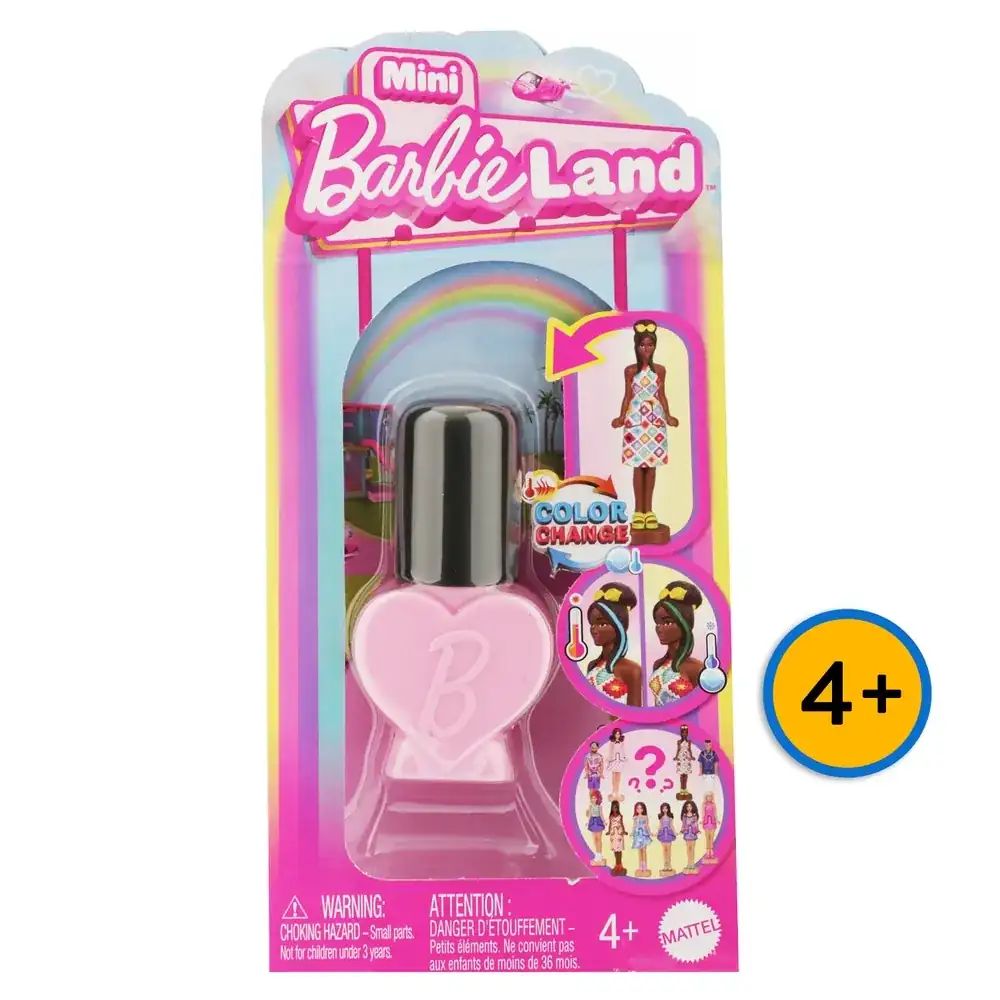 Mini
Barbie Land™
COLOR
CHANGE
B
?
? ? ?
4+
WARNING:
CHOKING HAZARD – Small parts.
Not for children under 3 years.
ATTENTION :
DANGER D'ÉTOUFFEMENT –
Petits éléments. Ne convient pas
aux enfants de moins de 36 mois.
4+
MATTEL